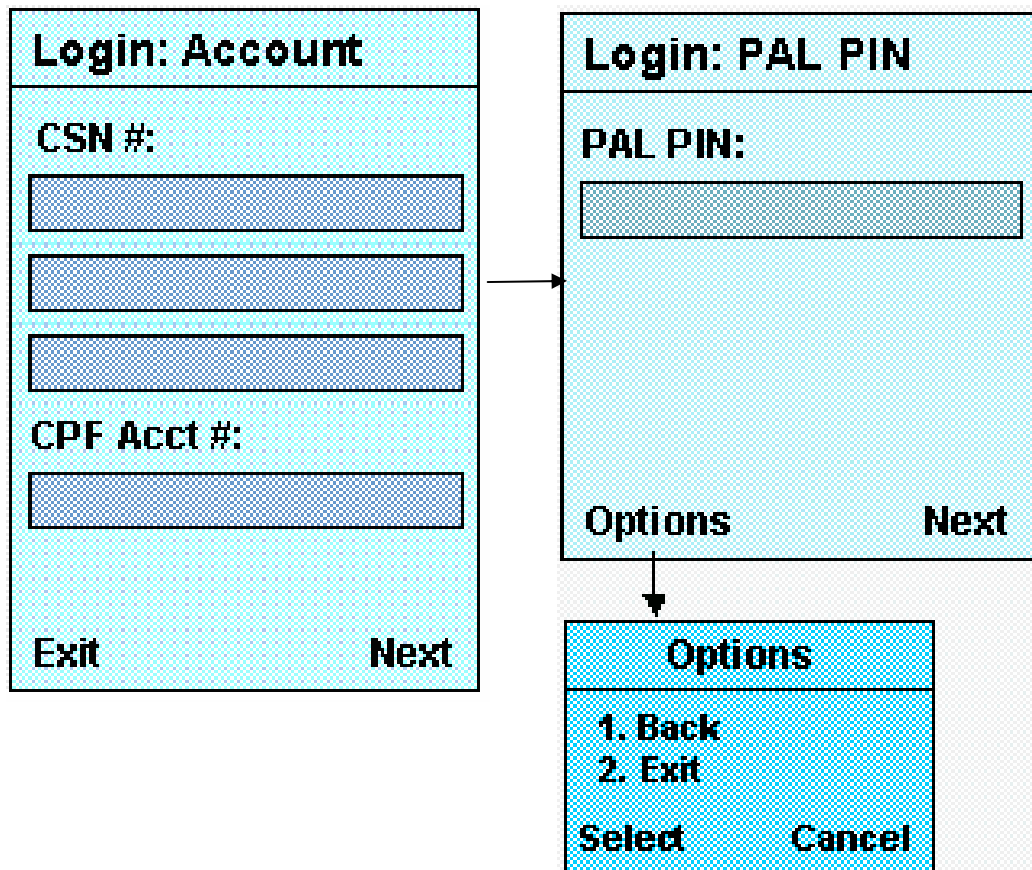 Login: Account
CSN #:
CPF Acct #:
Exit Next
Login: PAL PIN
PAL PIN:
Options Next
Options
1. Back
2. Exit
Select Cancel